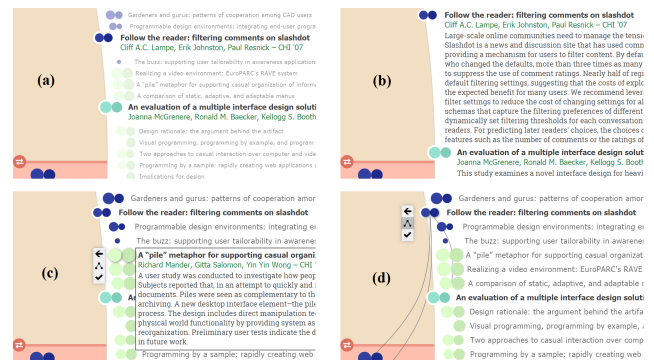 Gardeners and gurus: patterns of cooperation among CAD users
Programmable design environments: integrating end-user progra
Follow the reader: filtering comments on slashdot
Cliff A.C. Lampe, Erik Johnston, Paul Resnick – CHI '07
The buzz: supporting user tailorability in awareness applications
Realizing a video environment: EuroPARC's RAVE system
A "pile" metaphor for supporting casual organization of informa
A comparison of static, adaptive, and adaptable menus
An evaluation of a multiple interface design soluti
Joanna McGrenere, Ronald M. Baecker, Kellogg S. Booth
Design rationale: the argument behind the artifact
Visual programming, programming by example, and program
Two approaches to casual interaction over computer and vide
Programming by a sample: rapidly creating web applications
Implications for design
(a)
Follow the reader: filtering comments on slashdot
Cliff A.C. Lampe, Erik Johnston, Paul Resnick – CHI '07
Large-scale online communities need to manage the tensi
Slashdot is a news and discussion site that has used comm
providing a mechanism for users to filter content. By defau
who changed the defaults, more than three times as many
to suppress the use of comment ratings. Nearly half of regi
default filtering settings, suggesting that the costs of explo
the expected benefit for many users. We recommend lever
filter settings to reduce the cost of changing settings for al
schemas that capture the filtering preferences of different
dynamically set filtering thresholds for each conversation
readers. For predicting later readers' choices, the choices o
features such as the number of comments or the ratings of
An evaluation of a multiple interface design solut
Joanna McGrenere, Ronald M. Baecker, Kellogg S. Boot
This study examines a novel interface design for heavi
(b)
Gardeners and gurus: patterns of cooperation amor
Follow the reader: filtering comments on slashdot
Programmable design environments: integrating er
The buzz: supporting user tailorability in awarene
A "pile" metaphor for supporting casual organi
Richard Mander, Gitta Salomon, Yin Yin Wong – CHI '
A user study was conducted to investigate how peop
Subjects reported that, in an attempt to quickly and
documents. Piles were seen as complementary to th
archiving. A new desktop interface element—the pile
process. The design includes direct manipulation te
physical world functionality by providing system as
reorganization. Preliminary user tests indicate the d
in future work.
Programming by a sample: rapidly creating web
An
(c)
Gardeners and gurus: patterns of cooperation amor
Follow the reader: filtering comments on slashdot
Programmable design environments: integrating e
The buzz: supporting user tailorability in awarene
A "pile" metaphor for supporting casual organizat
Realizing a video environment: EuroPARC's RAVE
A comparison of static, adaptive, and adaptable r
An evaluation of a multiple interface design soluti
Design rationale: the argument behind the artifa
Visual programming, programming by example, a
Two approaches to casual interaction over comp
Programming by a sample: rapidly creating web
(d)